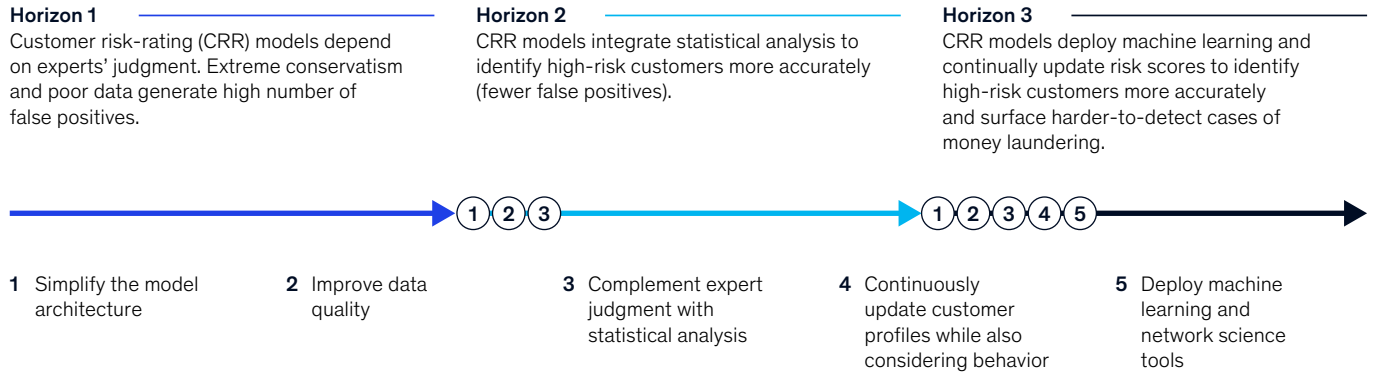 Horizon 1
Customer risk-rating (CRR) models depend
on experts’ judgment. Extreme conservatism
and poor data generate high number of
false positives.
Horizon 2
CRR models integrate statistical analysis to
identify high-risk customers more accurately
(fewer false positives).
Horizon 3
CRR models deploy machine learning and
continually update risk scores to identify
high-risk customers more accurately
and surface harder-to-detect cases of
money laundering.
1 2 3
1 2 3 4 5
1 Simplify the model
architecture
2 Improve data
quality
3 Complement expert
judgment with
statistical analysis
4 Continuously
update customer
profiles while also
considering behavior
5 Deploy machine
learning and
network science
tools